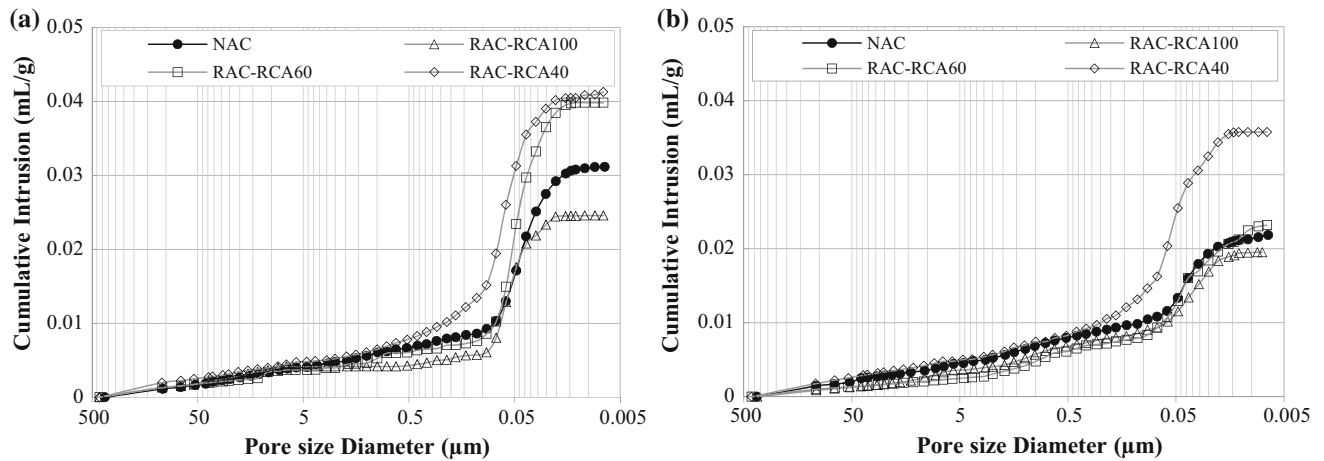 (a)
0.05
NAC
RAC-RCA100
RAC-RCA60
RAC-RCA40
0.04
0.03
0.02
0.01
0
Cumulative Intrusion (mL/g)
500 50 5 0.5 0.05 0.005
Pore size Diameter (µm)
(b)
0.05
NAC
RAC-RCA100
RAC-RCA60
RAC-RCA40
0.04
0.03
0.02
0.01
0
Cumulative Intrusion (mL/g)
500 50 5 0.5 0.05 0.005
Pore size Diameter (µm)